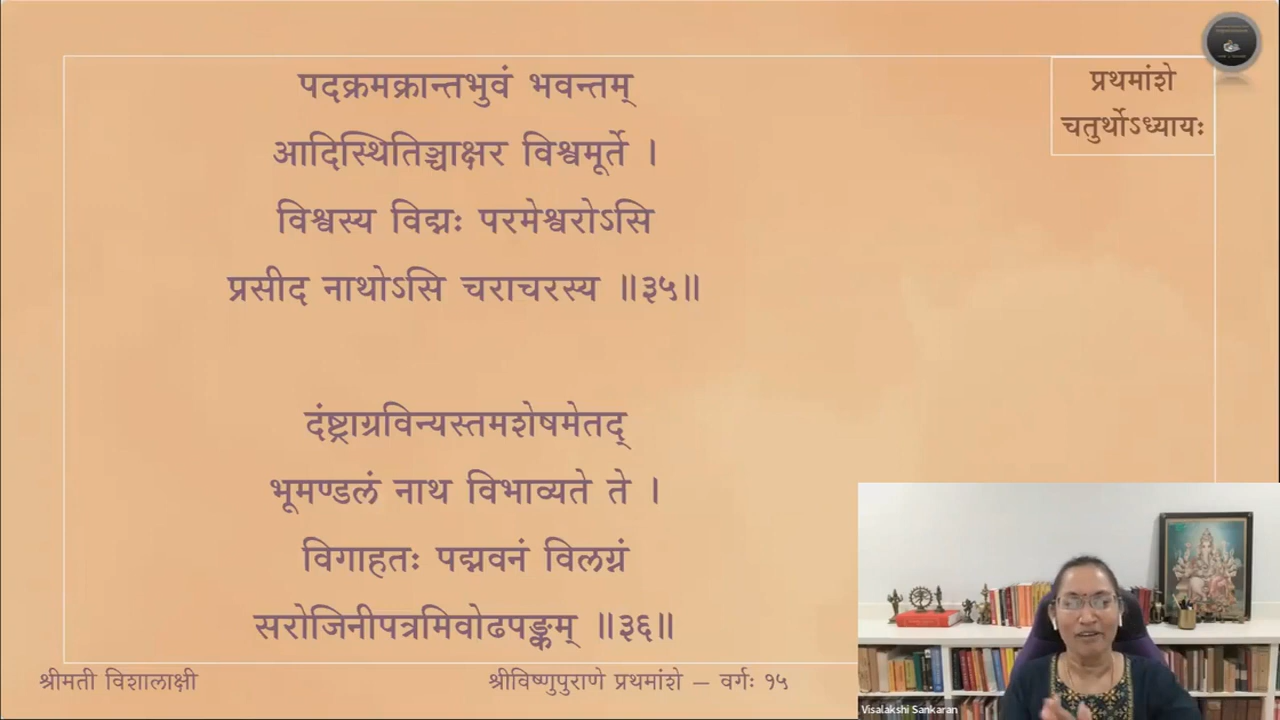 पदक्रमक्रान्तभुवं भवन्तम्
आदिस्थितिञ्चाक्षर विश्वमूर्ते ।
विश्वस्य विद्मः परमेश्वरोऽसि
प्रसीद नाथोऽसि चराचरस्य ॥३५॥
प्रथमांशे
चतुर्थोऽध्यायः
दंष्ट्राग्रविन्यस्तमशेषमेतद्
भूमण्डलं नाथ विभाव्यते ते ।
विगाहतः पद्मवनं विलग्नं
सरोजिनीपत्रमिवोढपङ्कम् ॥३६॥
श्रीमती विशालाक्षी
श्रीविष्णुपुराणे प्रथमांशे – वर्गः १५
Visalakshi Sankaran